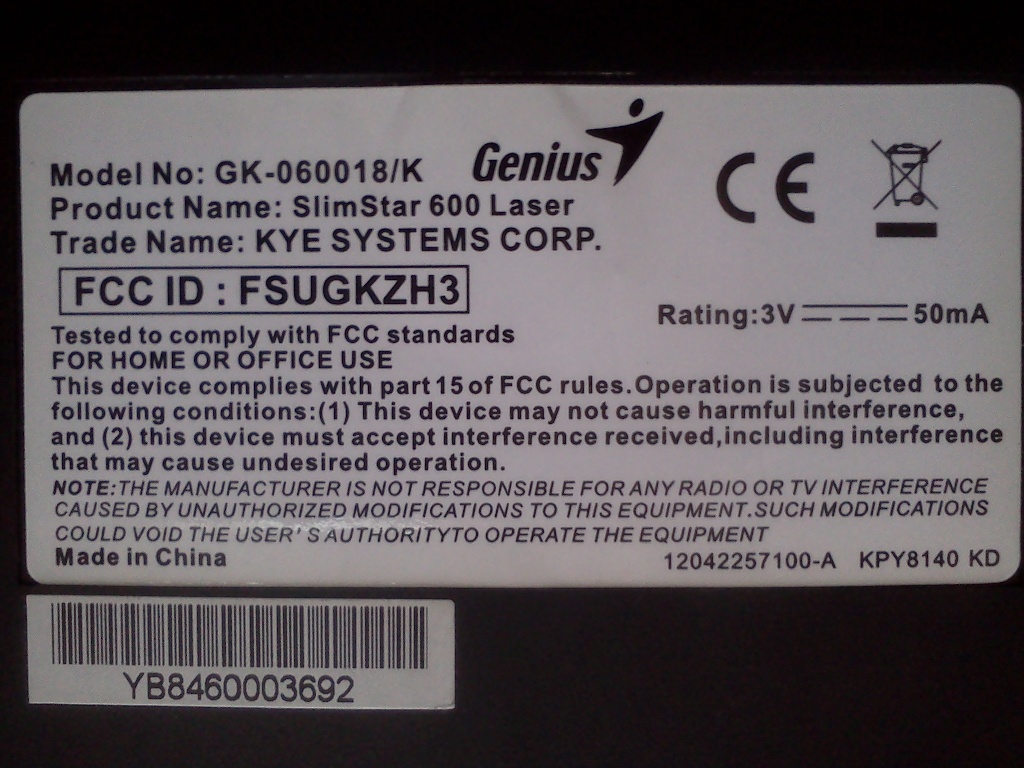 Genius
Model No: GK-060018/K
Product Name: SlimStar 600 Laser
Trade Name: KYE SYSTEMS CORP.
FCC ID : FSUGKZH3
Rating:3V 50mA
Tested to comply with FCC standards
FOR HOME OR OFFICE USE
This device complies with part 15 of FCC rules.Operation is subjected to the
following conditions:(1) This device may not cause harmful interference,
and (2) this device must accept interference received,including interference
that may cause undesired operation.
NOTE:THE MANUFACTURER IS NOT RESPONSIBLE FOR ANY RADIO OR TV INTERFERENCE
CAUSED BY UNAUTHORIZED MODIFICATIONS TO THIS EQUIPMENT.SUCH MODIFICATIONS
COULD VOID THE USER'S AUTHORITYTO OPERATE THE EQUIPMENT
Made in China
12042257100-A KPY8140 KD
YB8460003692